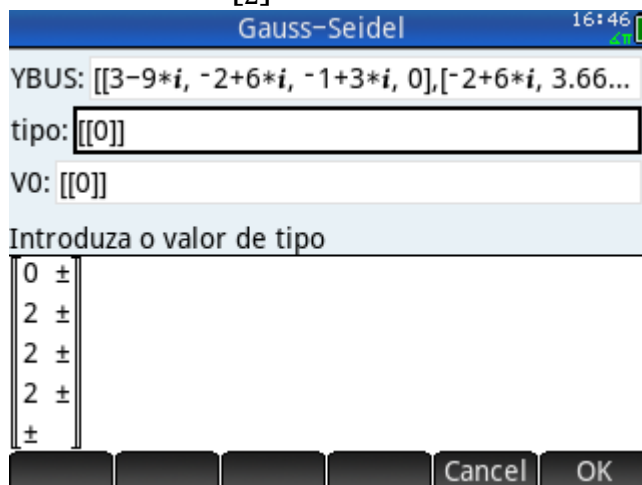 [2]
Gauss-Seidel 16:46
∡π
YBUS: [[3-9*i, ⁻2+6*i, ⁻1+3*i, 0],[⁻2+6*i, 3.66...
tipo: [[0]]
V0: [[0]]
Introduza o valor de tipo
0 ±
2 ±
2 ±
2 ±
±
Cancel OK